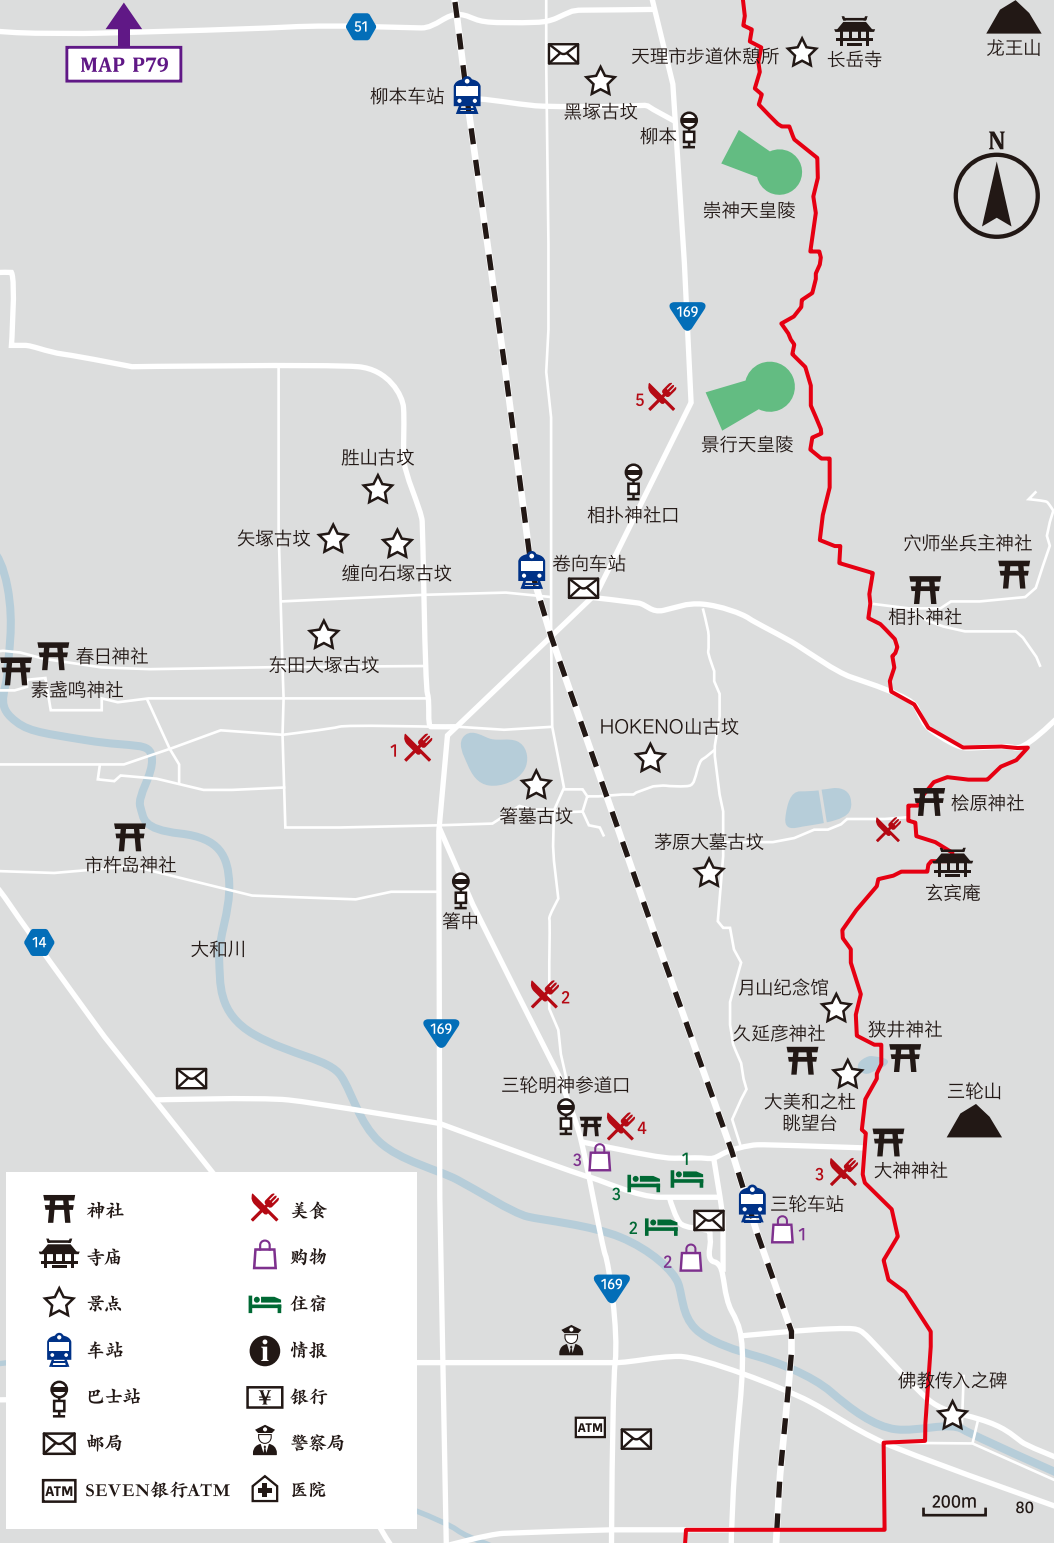 MAP P79
51
天理市步道休憩所
长岳寺
龙王山
柳本车站
黑塚古坟
柳本
N
崇神天皇陵
169
5
景行天皇陵
胜山古坟
相扑神社口
矢塚古坟
缠向石塚古坟
卷向车站
穴师坐兵主神社
相扑神社
春日神社
东田大塚古坟
素盏鸣神社
HOKENO山古坟
1
箸墓古坟
桧原神社
茅原大墓古坟
市杵岛神社
玄宾庵
箸中
14
大和川
2
月山纪念馆
169
久延彦神社
狭井神社
三轮明神参道口
大美和之杜
眺望台
三轮山
4
3
1
3
大神神社
3
三轮车站
2
1
2
169
佛教传入之碑
ATM
200m
80
神社
美食
寺庙
购物
景点
住宿
车站
i
情报
巴士站
¥
银行
邮局
警察局
ATM
SEVEN银行ATM
医院